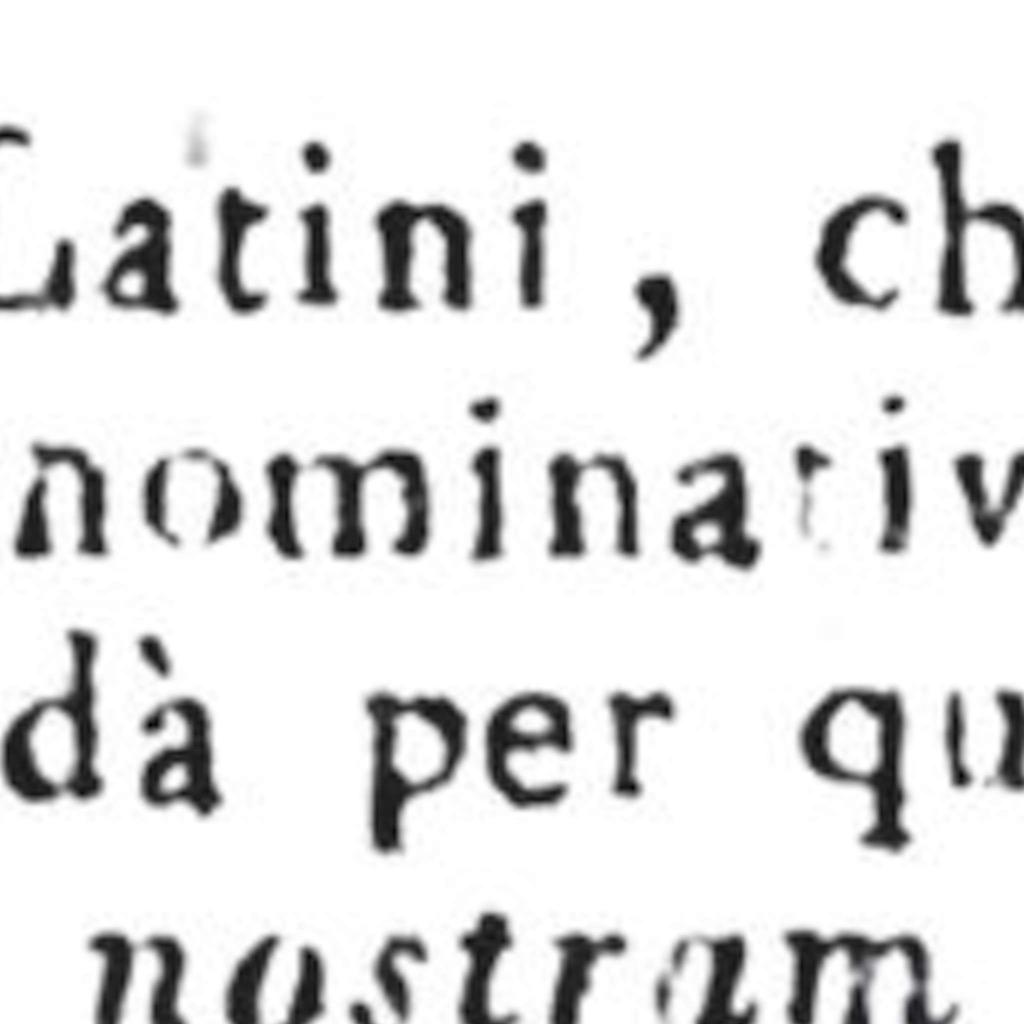 Latini, ch
nominativ
dà per qu
nostram